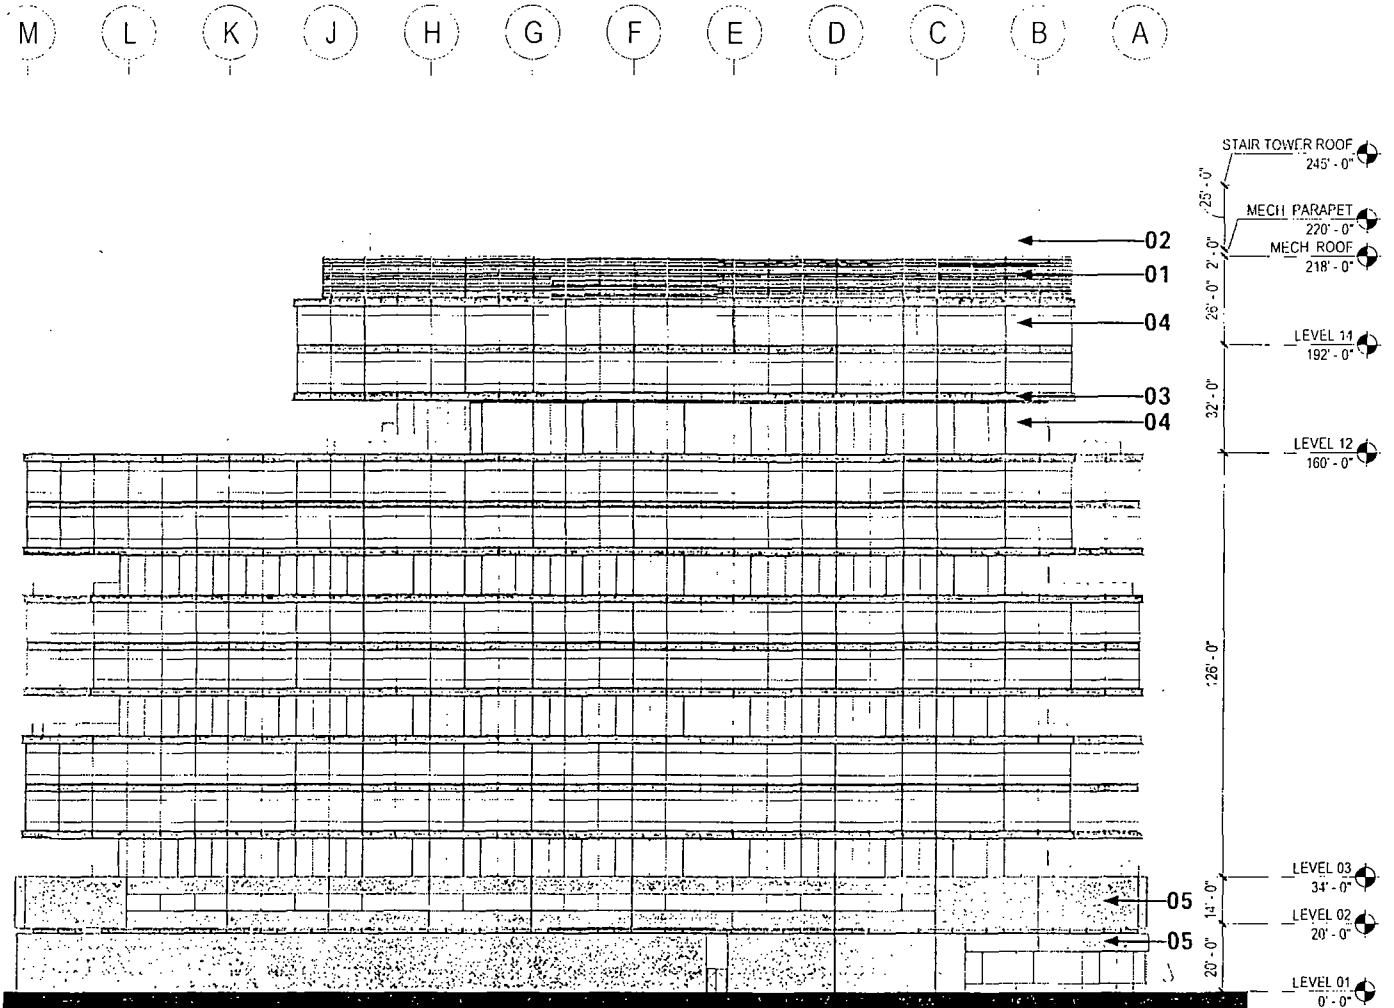 M L K J H G F E D C B A
STAIR TOWER ROOF
245' - 0"
25' - 0"
MECH PARAPET
220' - 0"
2' - 0"
MECH ROOF
218' - 0"
02
01
26' - 0"
04
LEVEL 14
192' - 0"
32' - 0"
03
04
LEVEL 12
160' - 0"
126' - 0"
LEVEL 03
34' - 0"
05
14' - 0"
LEVEL 02
20' - 0"
05
20' - 0"
LEVEL 01
0' - 0"